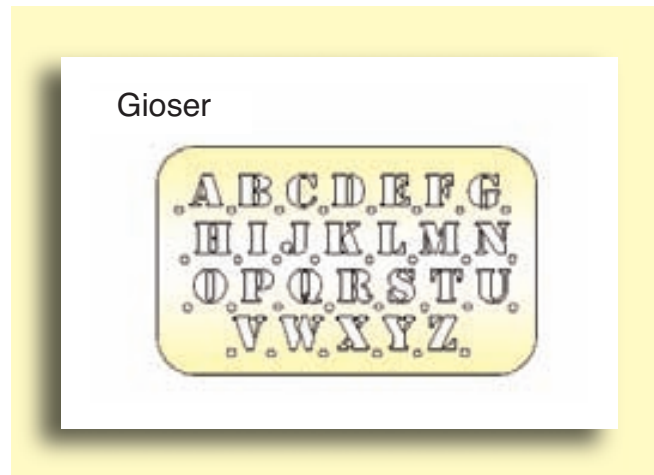 Gioser
A B C D E F G
H I J K L M N
O P Q R S T U
V W X Y Z